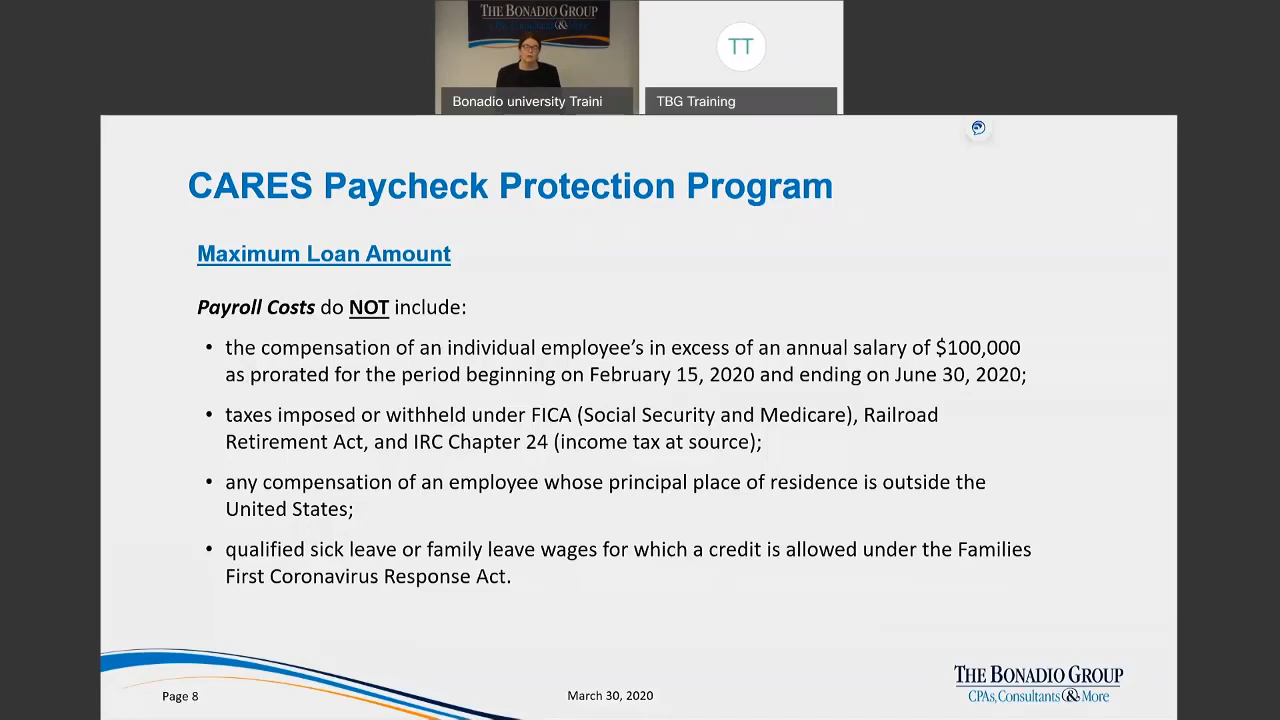 THE BONADIO GROUP
CPAs, Consultants & More
TT
Bonadio university Traini
TBG Training
CARES Paycheck Protection Program
Maximum Loan Amount
Payroll Costs do NOT include:
• the compensation of an individual employee's in excess of an annual salary of $100,000
as prorated for the period beginning on February 15, 2020 and ending on June 30, 2020;
• taxes imposed or withheld under FICA (Social Security and Medicare), Railroad
Retirement Act, and IRC Chapter 24 (income tax at source);
• any compensation of an employee whose principal place of residence is outside the
United States;
• qualified sick leave or family leave wages for which a credit is allowed under the Families
First Coronavirus Response Act.
Page 8
March 30, 2020
THE BONADIO GROUP
CPAs, Consultants & More